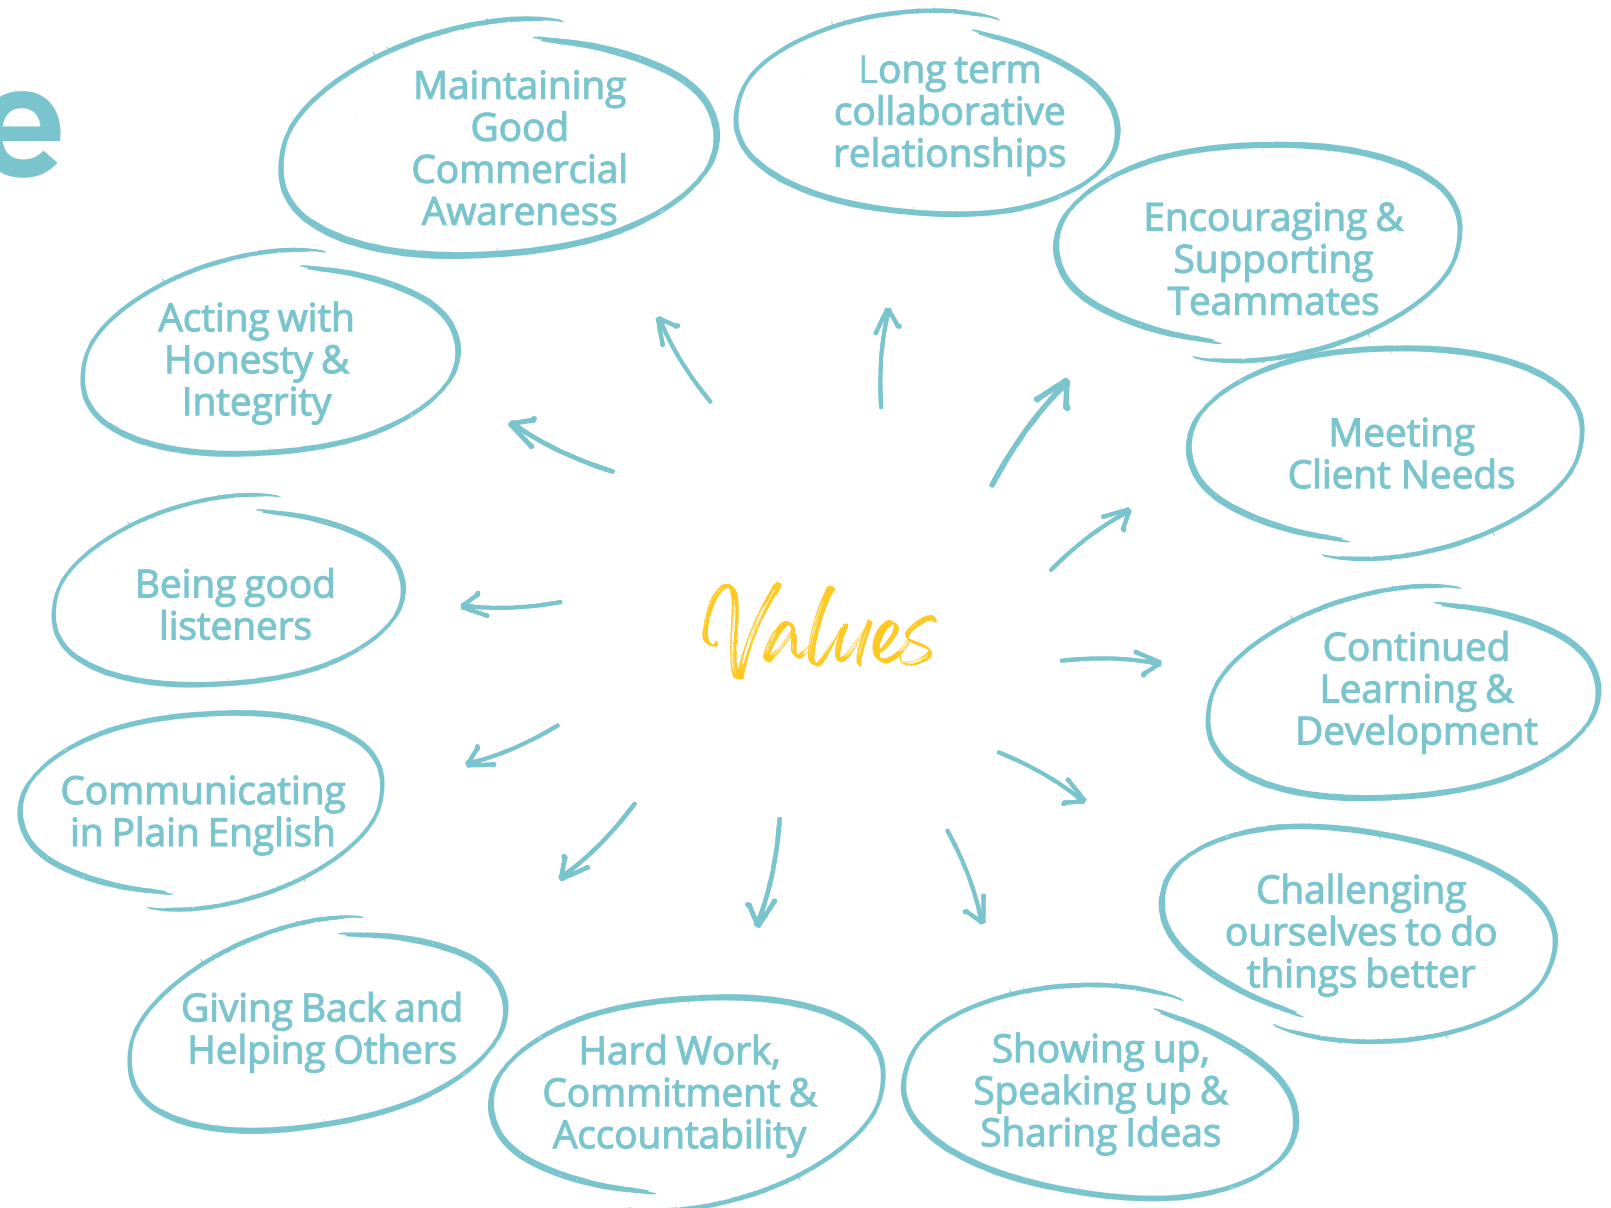 e
Maintaining
Good
Commercial
Awareness
Long term
collaborative
relationships
Encouraging &
Supporting
Teammates
Meeting
Client Needs
Continued
Learning &
Development
Challenging
ourselves to do
things better
Showing up,
Speaking up &
Sharing Ideas
Hard Work,
Commitment &
Accountability
Giving Back and
Helping Others
Communicating
in Plain English
Being good
listeners
Acting with
Honesty &
Integrity
Values